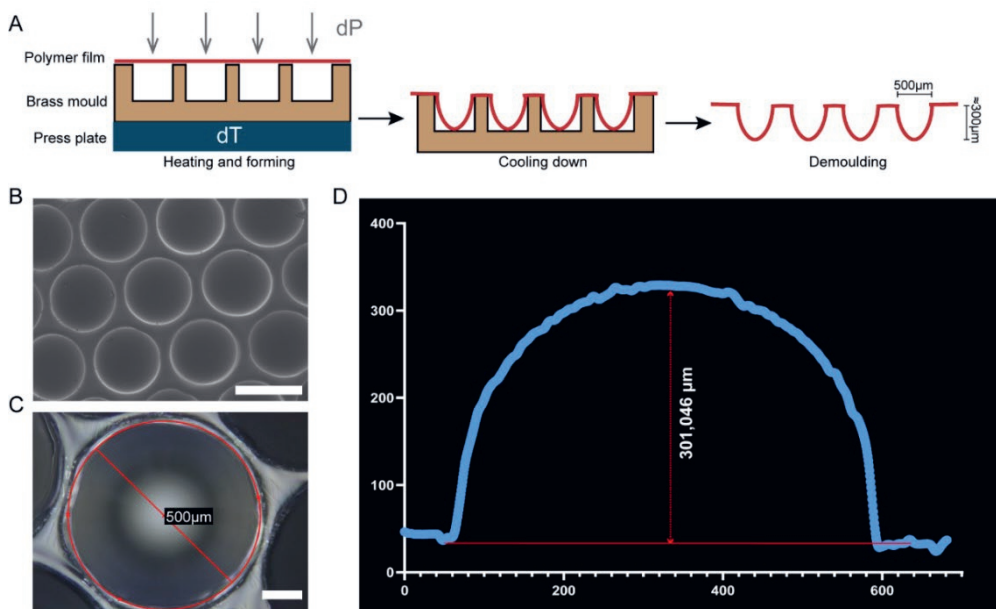 A
dP
Polymer film
Brass mould
Press plate
dT
Heating and forming
Cooling down
500µm
≈300µm
Demoulding
B
C
500µm
D
400
300
200
100
0
301,046 µm
0
200
400
600